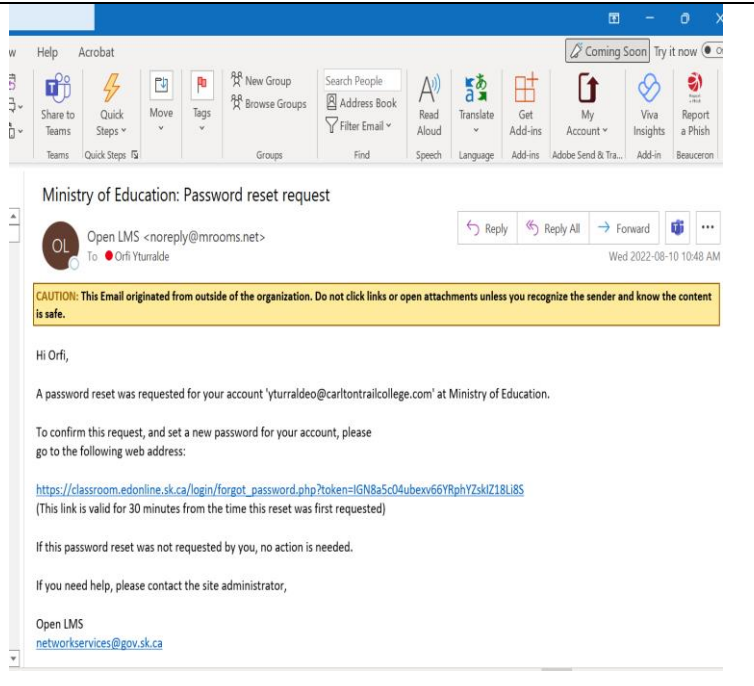 Help Acrobat Coming Soon Try it now
Share to Teams
Quick Steps
Move
Tags
New Group
Browse Groups
Search People
Address Book
Filter Email
Read Aloud
Translate
Get Add-ins
My Account
Viva Insights
Report a Phish
Teams Quick Steps Groups Find Speech Language Add-ins Adobe Send & Tra... Add-in Beauceron
Ministry of Education: Password reset request
OL
Open LMS <noreply@mrooms.net>
To Orfi Yturralde
Reply Reply All Forward
Wed 2022-08-10 10:48 AM
CAUTION: This Email originated from outside of the organization. Do not click links or open attachments unless you recognize the sender and know the content
is safe.
Hi Orfi,
A password reset was requested for your account 'yturraldeo@carltontrailcollege.com' at Ministry of Education.
To confirm this request, and set a new password for your account, please
go to the following web address:
https://classroom.edonline.sk.ca/login/forgot_password.php?token=IGN8a5c04ubexv66YRphYZskIZ18Li8S
(This link is valid for 30 minutes from the time this reset was first requested)
If this password reset was not requested by you, no action is needed.
If you need help, please contact the site administrator,
Open LMS
networkservices@gov.sk.ca